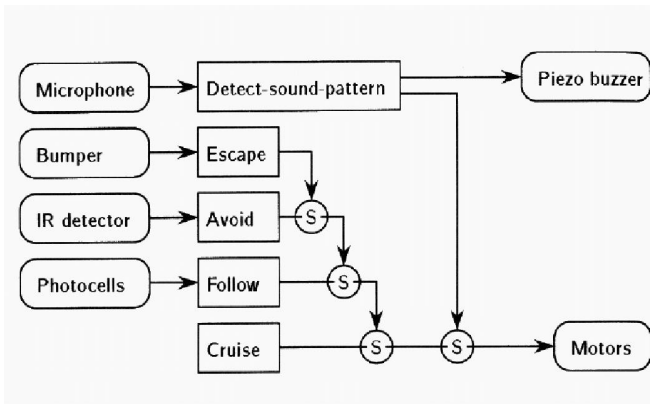 Microphone
Detect-sound-pattern
Piezo buzzer
Bumper
Escape
IR detector
Avoid
S
Photocells
Follow
S
Cruise
S
S
Motors